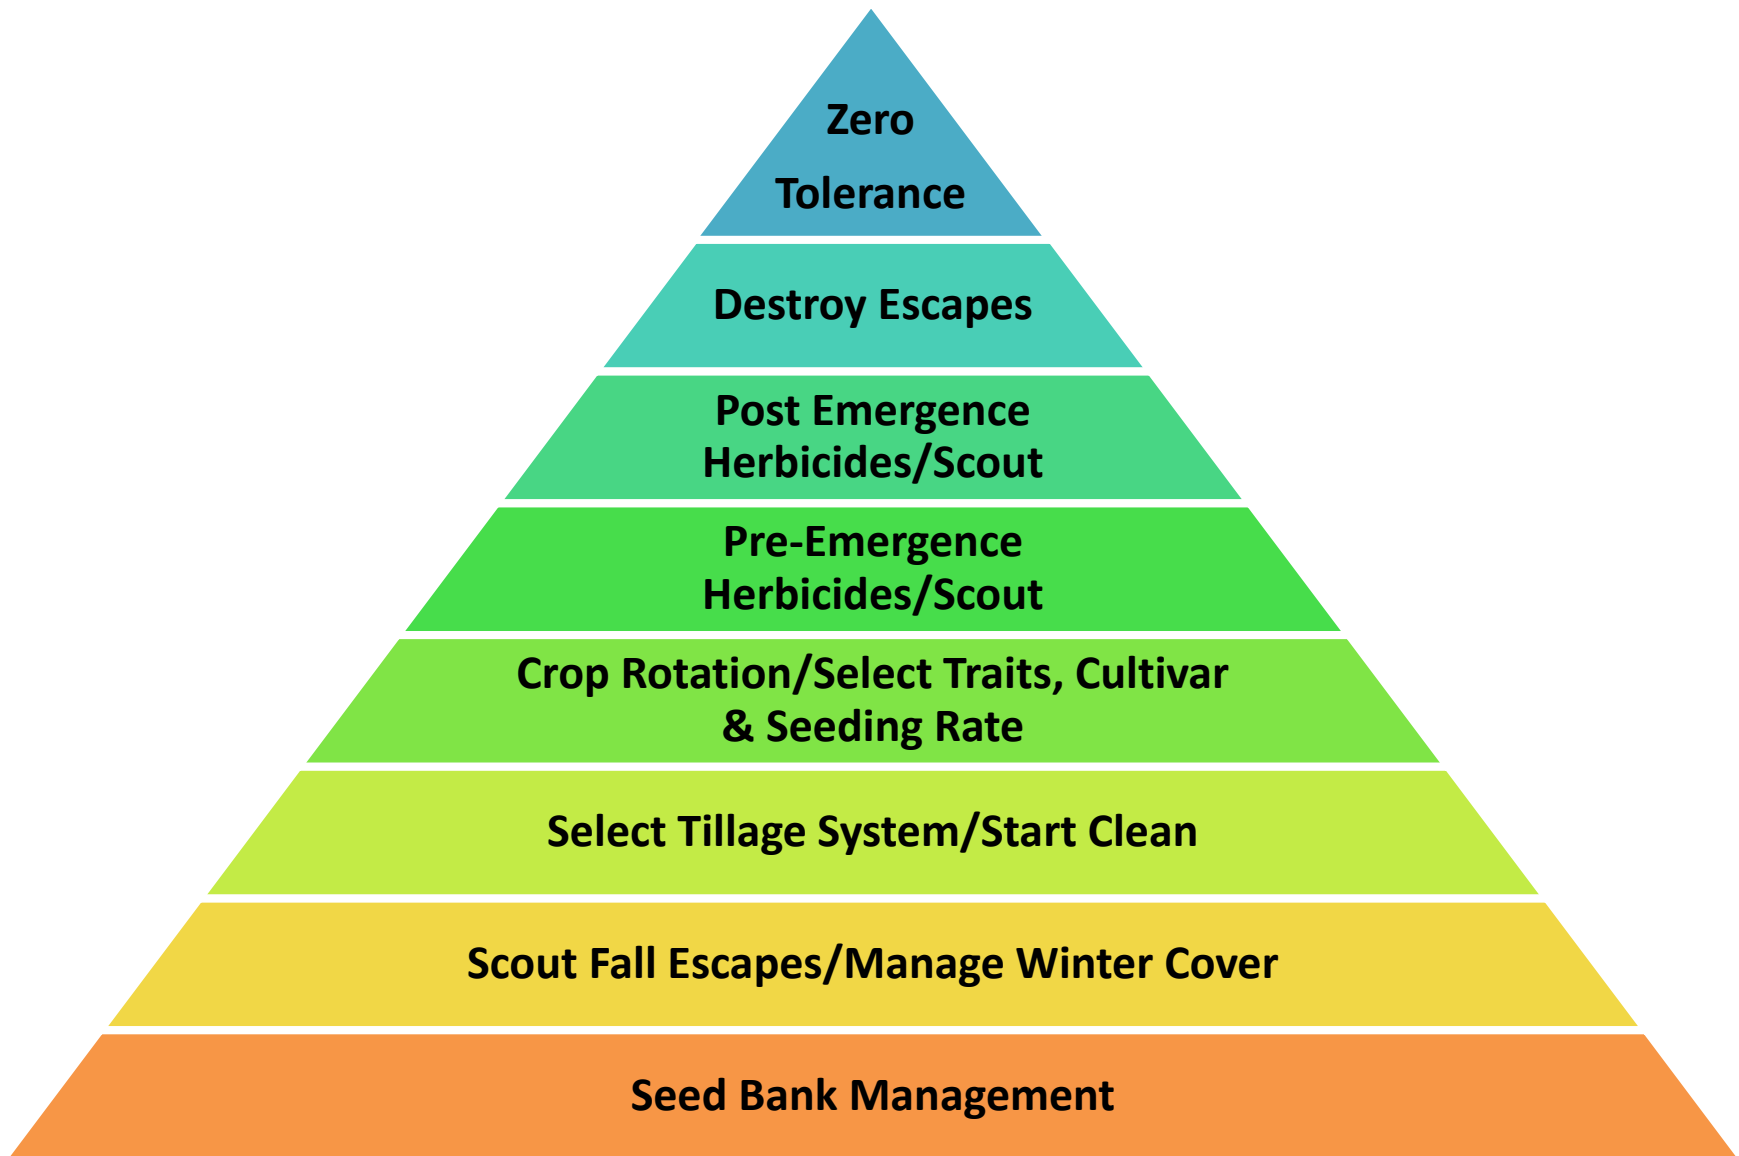 Zero
Tolerance
Destroy Escapes
Post Emergence
Herbicides/Scout
Pre-Emergence
Herbicides/Scout
Crop Rotation/Select Traits, Cultivar
& Seeding Rate
Select Tillage System/Start Clean
Scout Fall Escapes/Manage Winter Cover
Seed Bank Management